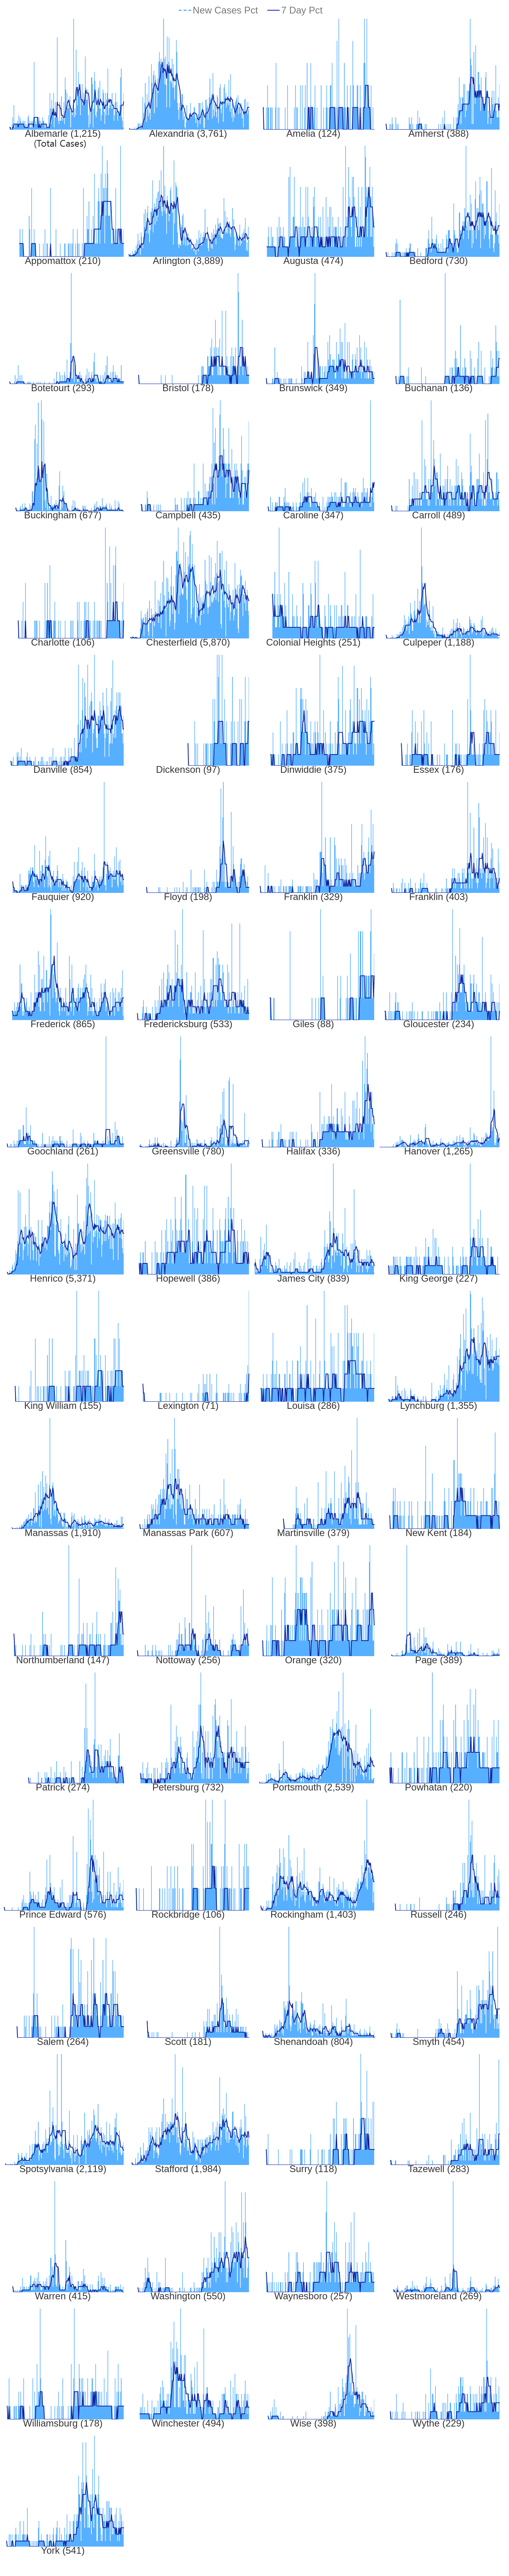 New Cases Pct 7 Day Pct
Albemarle (1,215) Alexandria (3,761) Amelia (124) Amherst (388)
(Total Cases)
Appomattox (210) Arlington (3,889) Augusta (474) Bedford (730)
Botetourt (293) Bristol (178) Brunswick (349) Buchanan (136)
Buckingham (677) Campbell (435) Caroline (347) Carroll (489)
Charlotte (106) Chesterfield (5,870) Colonial Heights (251) Culpeper (1,188)
Danville (854) Dickenson (97) Dinwiddie (375) Essex (176)
Fauquier (920) Floyd (198) Franklin (329) Franklin (403)
Frederick (865) Fredericksburg (533) Giles (88) Gloucester (234)
Goochland (261) Greensville (780) Halifax (336) Hanover (1,265)
Henrico (5,371) Hopewell (386) James City (839) King George (227)
King William (155) Lexington (71) Louisa (286) Lynchburg (1,355)
Manassas (1,910) Manassas Park (607) Martinsville (379) New Kent (184)
Northumberland (147) Nottoway (256) Orange (320) Page (389)
Patrick (274) Petersburg (732) Portsmouth (2,539) Powhatan (220)
Prince Edward (576) Rockbridge (106) Rockingham (1,403) Russell (246)
Salem (264) Scott (181) Shenandoah (804) Smyth (454)
Spotsylvania (2,119) Stafford (1,984) Surry (118) Tazewell (283)
Warren (415) Washington (550) Waynesboro (257) Westmoreland (269)
Williamsburg (178) Winchester (494) Wise (398) Wythe (229)
York (541)